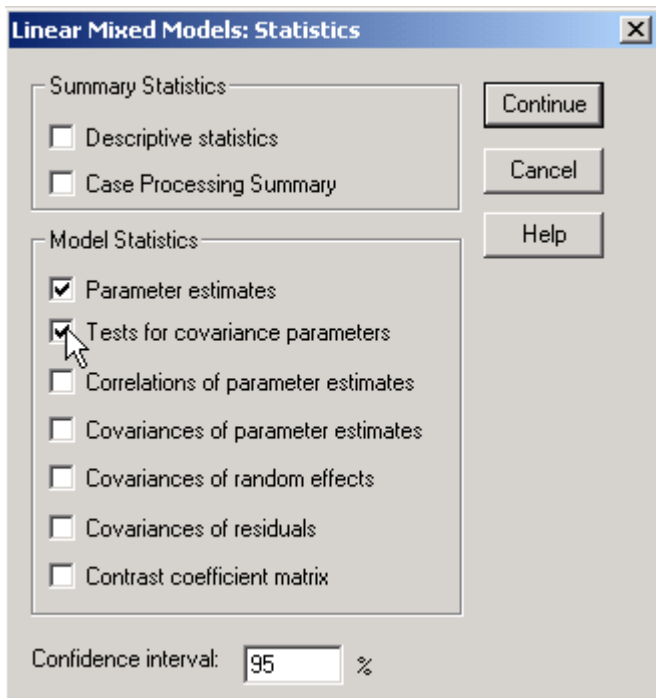 Linear Mixed Models: Statistics
Summary Statistics
Descriptive statistics
Case Processing Summary
Continue
Cancel
Help
Model Statistics
Parameter estimates
Tests for covariance parameters
Correlations of parameter estimates
Covariances of parameter estimates
Covariances of random effects
Covariances of residuals
Contrast coefficient matrix
Confidence interval: 95 %